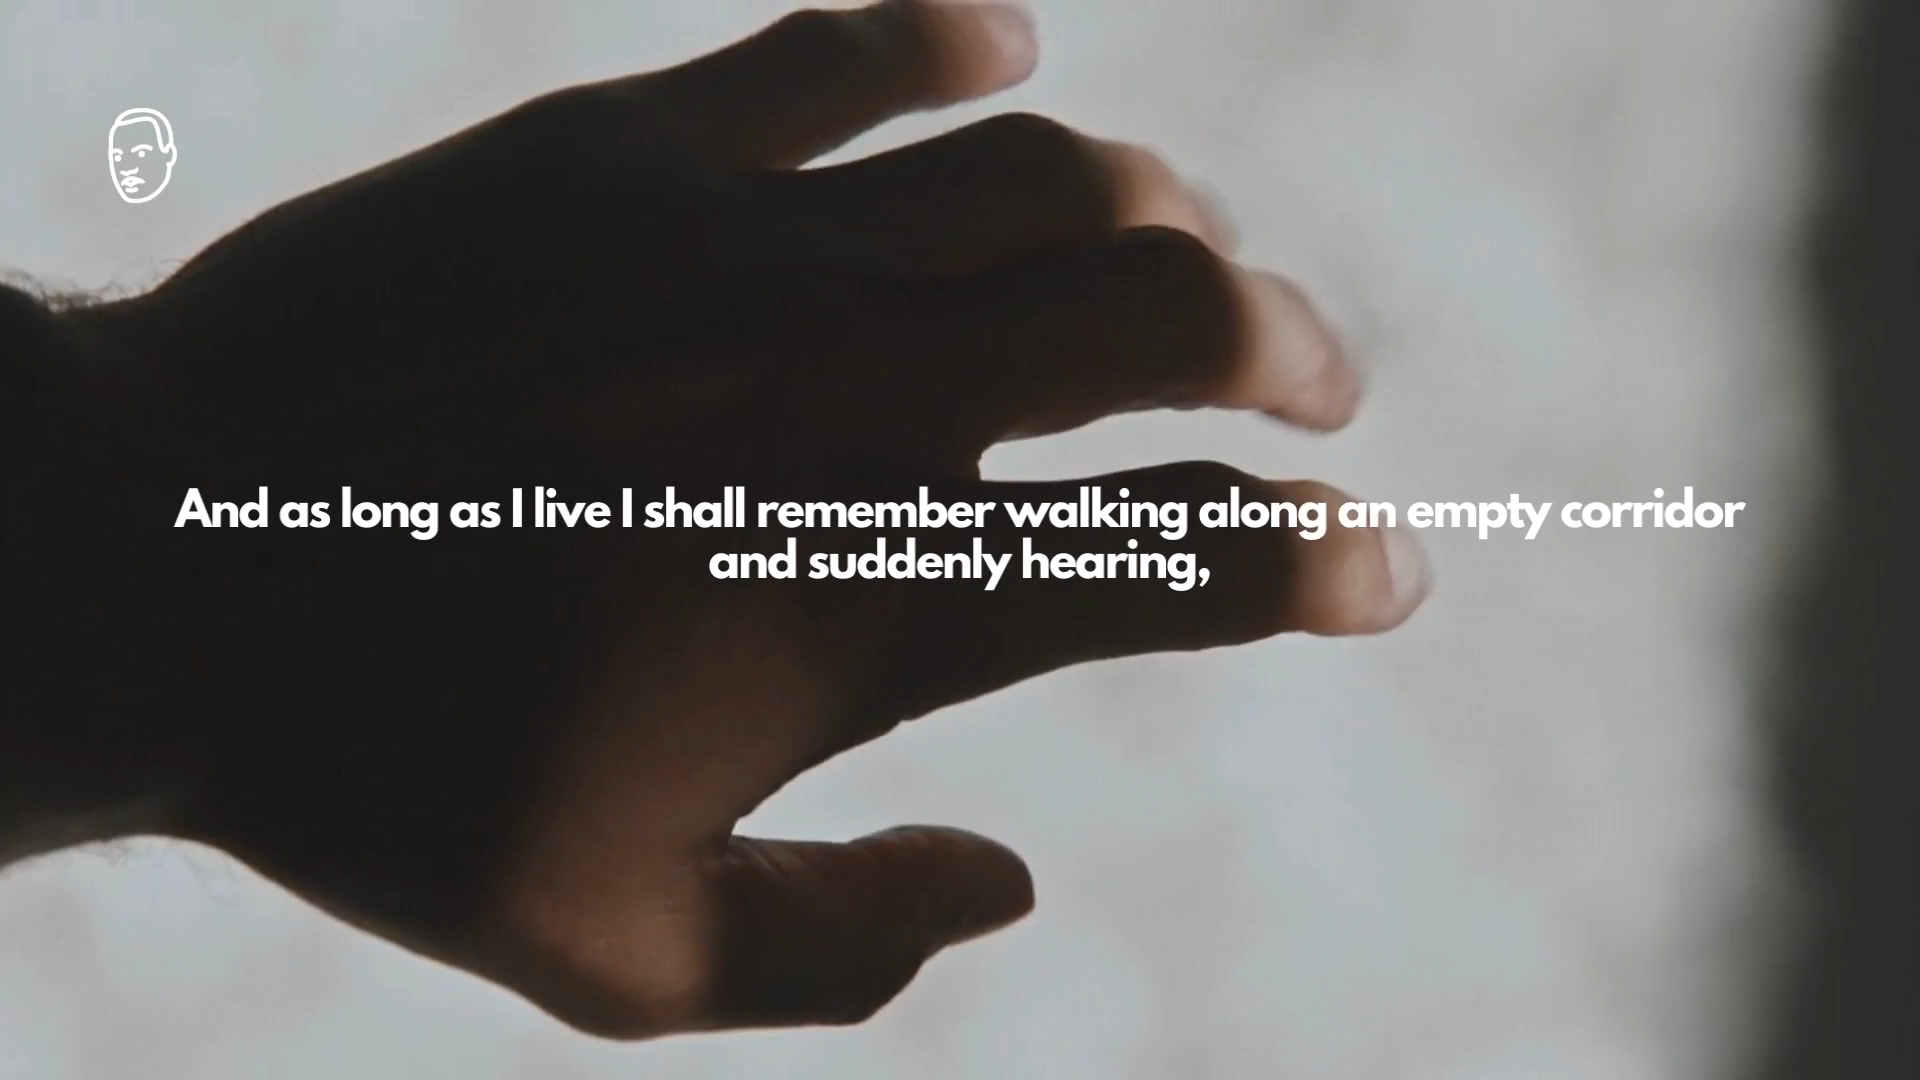 And as long as I live I shall remember walking along an empty corridor
and suddenly hearing,